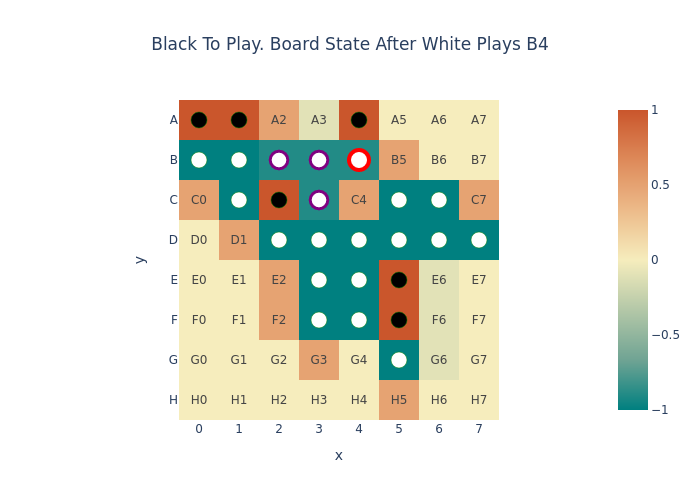 Black To Play. Board State After White Plays B4
A A2 A3 A5 A6 A7
B B5 B6 B7
C C0 C4 C7
D D0 D1
E E0 E1 E2 E6 E7
F F0 F1 F2 F6 F7
G G0 G1 G2 G3 G4 G6 G7
H H0 H1 H2 H3 H4 H5 H6 H7
0 1 2 3 4 5 6 7
x
y
1
0.5
0
−0.5
−1